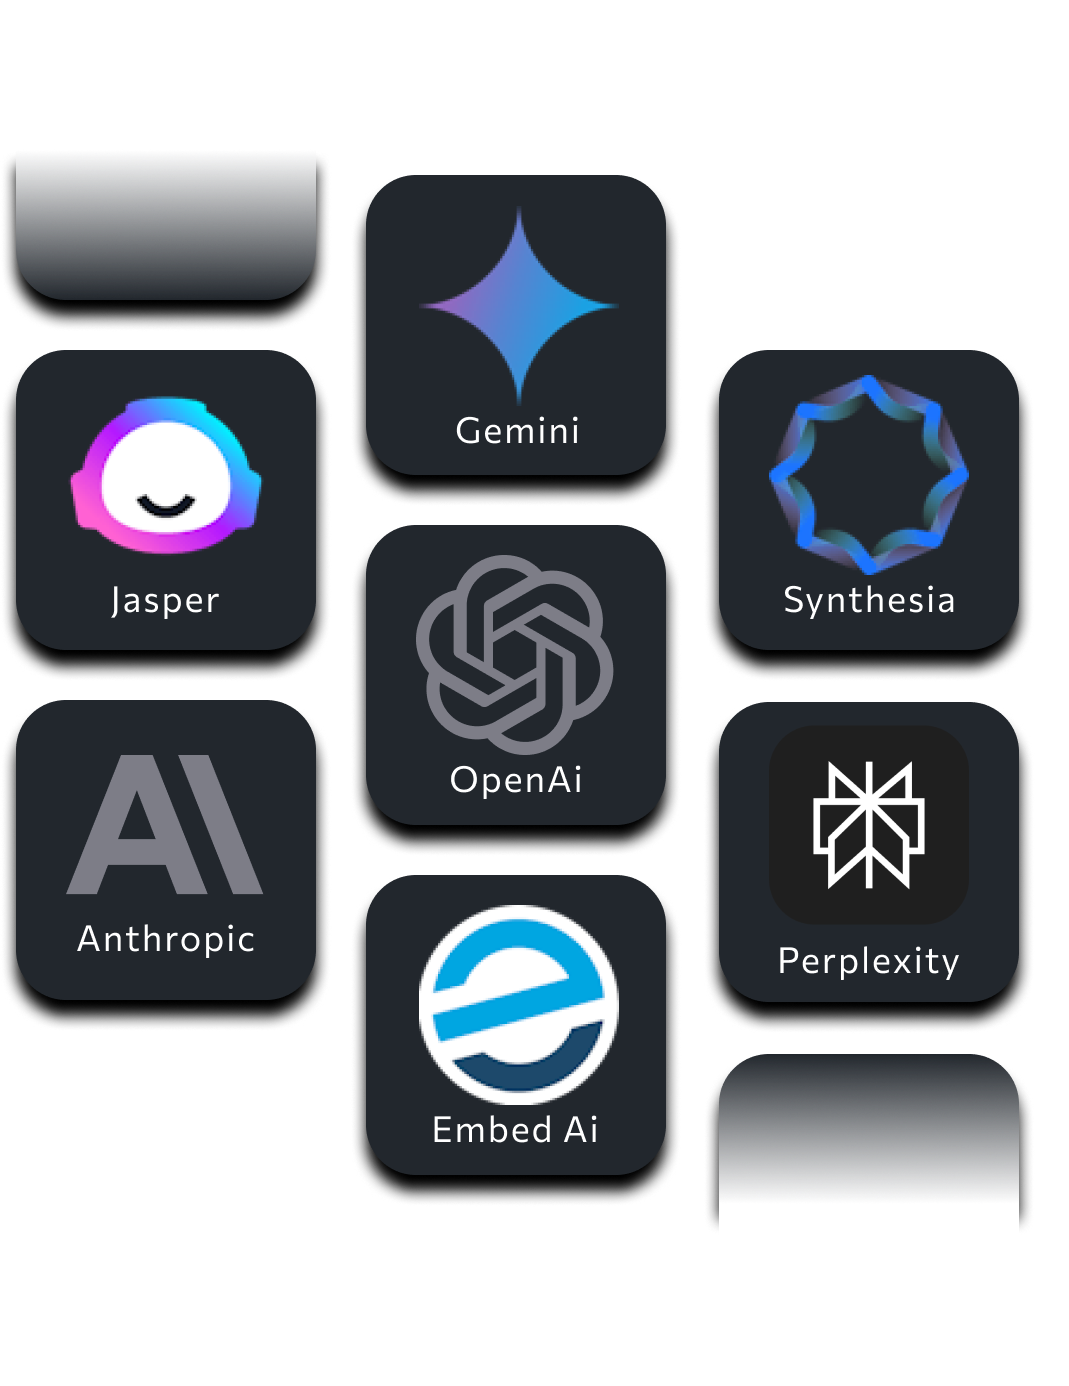 Gemini
Jasper
Synthesia
OpenAi
Anthropic
Perplexity
Embed Ai